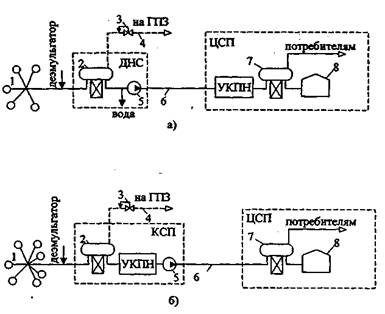 3 на ГПЗ
4
ЦСП
деэмульгатор
ДНС
потребителям
2
7
8
1
УКПН
5
6
вода
а)
3 на ГПЗ
4
ЦСП
деэмульгатор
КСП
потребителям
2
7
8
1
УКПН
5
6
б)